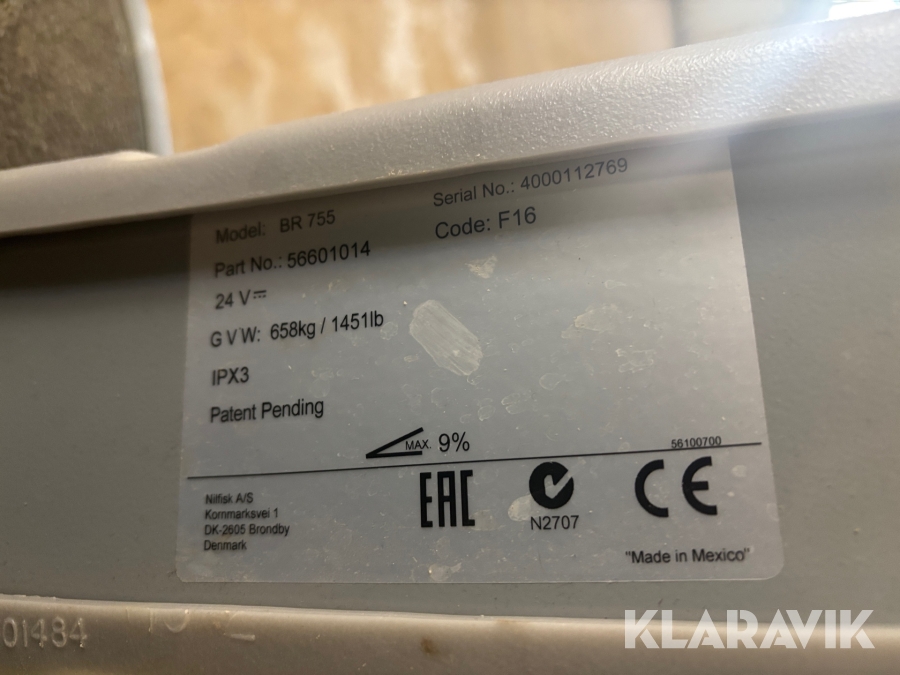 Model: BR 755
Serial No.: 4000112769
Part No.: 56601014
Code: F16
24 V
G V W: 658kg / 1451lb
IPX3
Patent Pending
MAX. 9%
56100700
Nilfisk A/S
Kornmarksvei 1
DK-2605 Brondby
Denmark
EAC
N2707
CE
"Made in Mexico"
01484
KLARAVIK